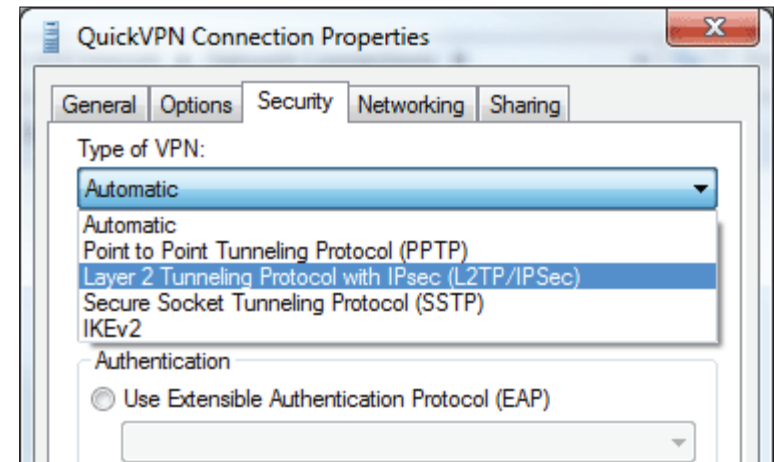 QuickVPN Connection Properties
General Options Security Networking Sharing
Type of VPN:
Automatic
Automatic
Point to Point Tunneling Protocol (PPTP)
Layer 2 Tunneling Protocol with IPsec (L2TP/IPSec)
Secure Socket Tunneling Protocol (SSTP)
IKEv2
Authentication
Use Extensible Authentication Protocol (EAP)